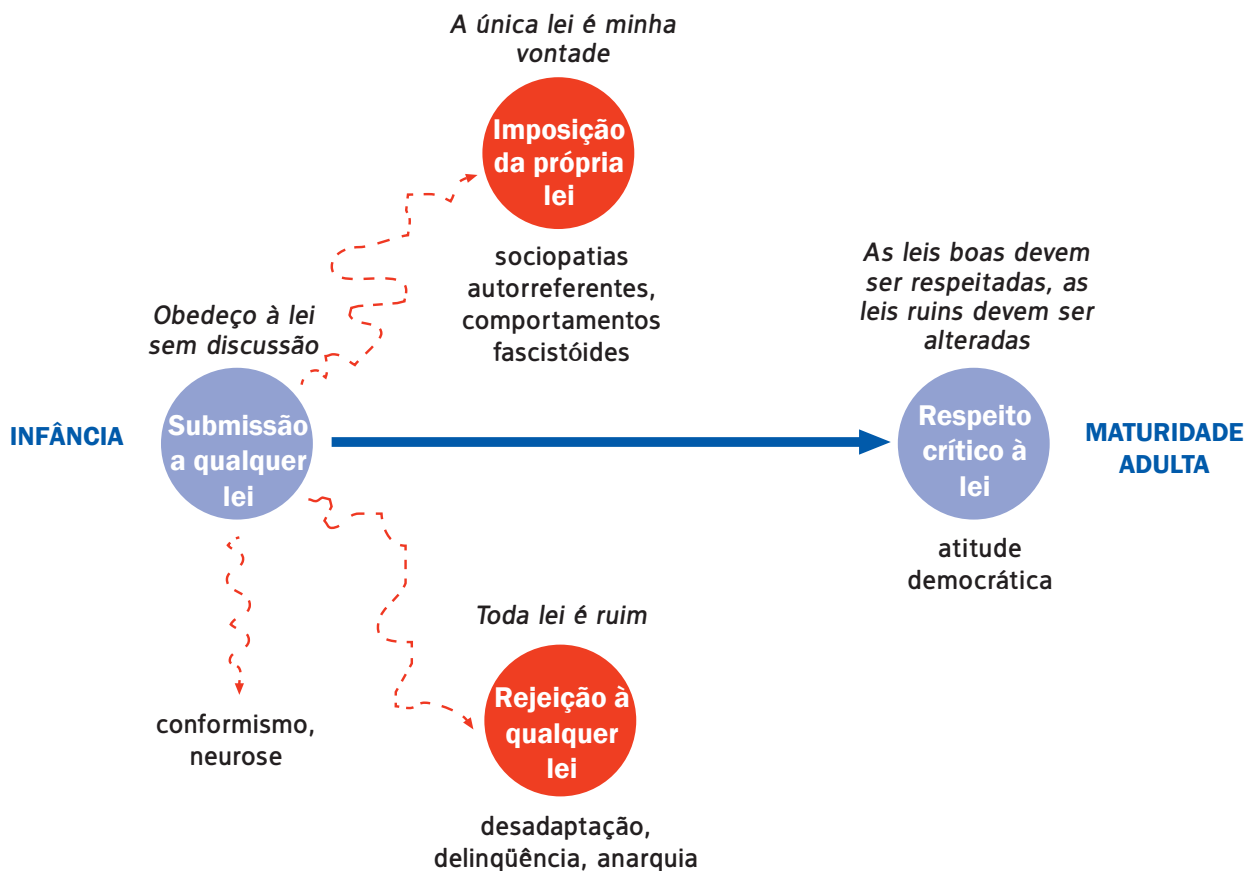 A única lei é minha
vontade
Imposição
da própria
lei
sociopatias
autorreferentes,
comportamentos
fascistóides
Obedeço à lei
sem discussão
INFÂNCIA
Submissão
a qualquer
lei
As leis boas devem
ser respeitadas, as
leis ruins devem ser
alteradas
Respeito
crítico à
lei
MATURIDADE
ADULTA
atitude
democrática
conformismo,
neurose
Toda lei é ruim
Rejeição à
qualquer
lei
desadaptação,
delinqüência, anarquia